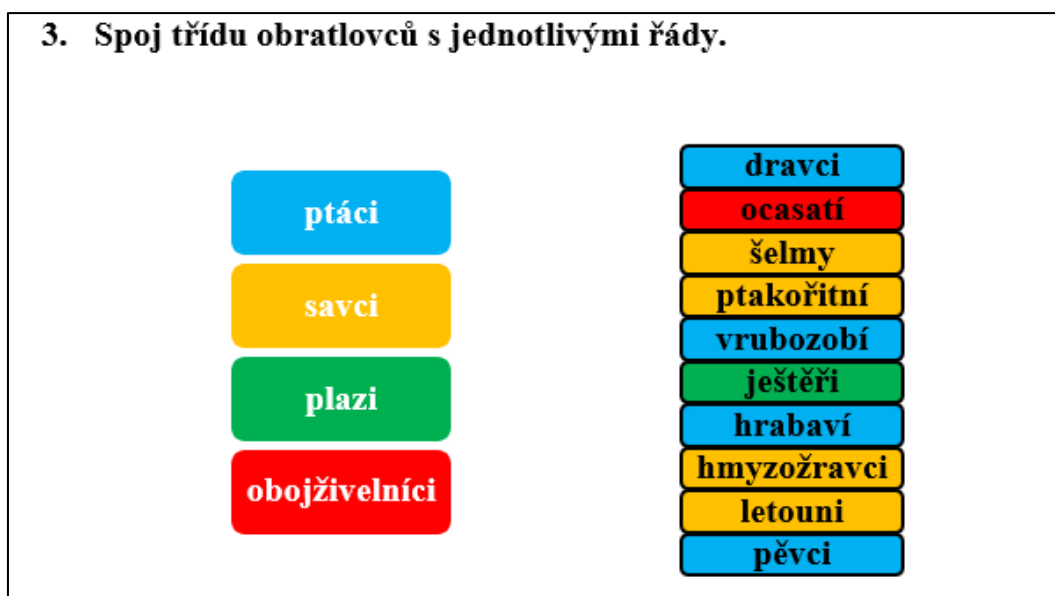 3. Spoj třídu obratlovců s jednotlivými řády.
ptáci
savci
plazi
obojživelníci
dravci
ocasatí
šelmy
ptakořitní
vrubozobí
ještěři
hrabaví
hmyzožravci
letouni
pěvci